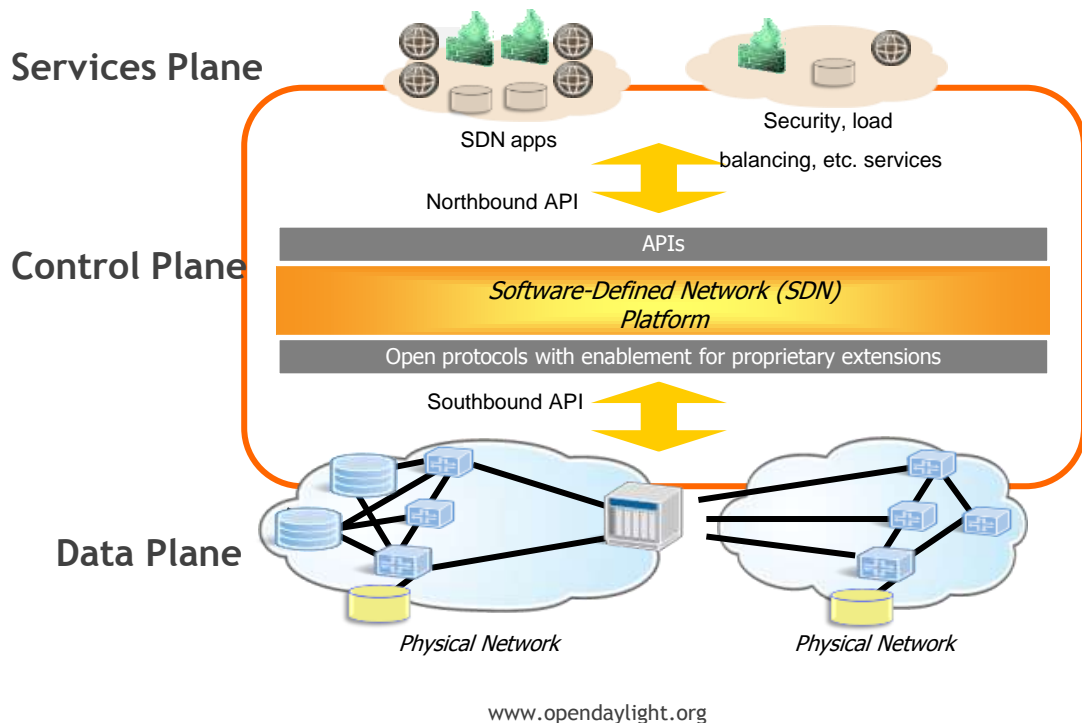 Services Plane
SDN apps
Security, load
balancing, etc. services
Northbound API
APIs
Control Plane
Software-Defined Network (SDN)
Platform
Open protocols with enablement for proprietary extensions
Southbound API
Data Plane
Physical Network
Physical Network
www.opendaylight.org